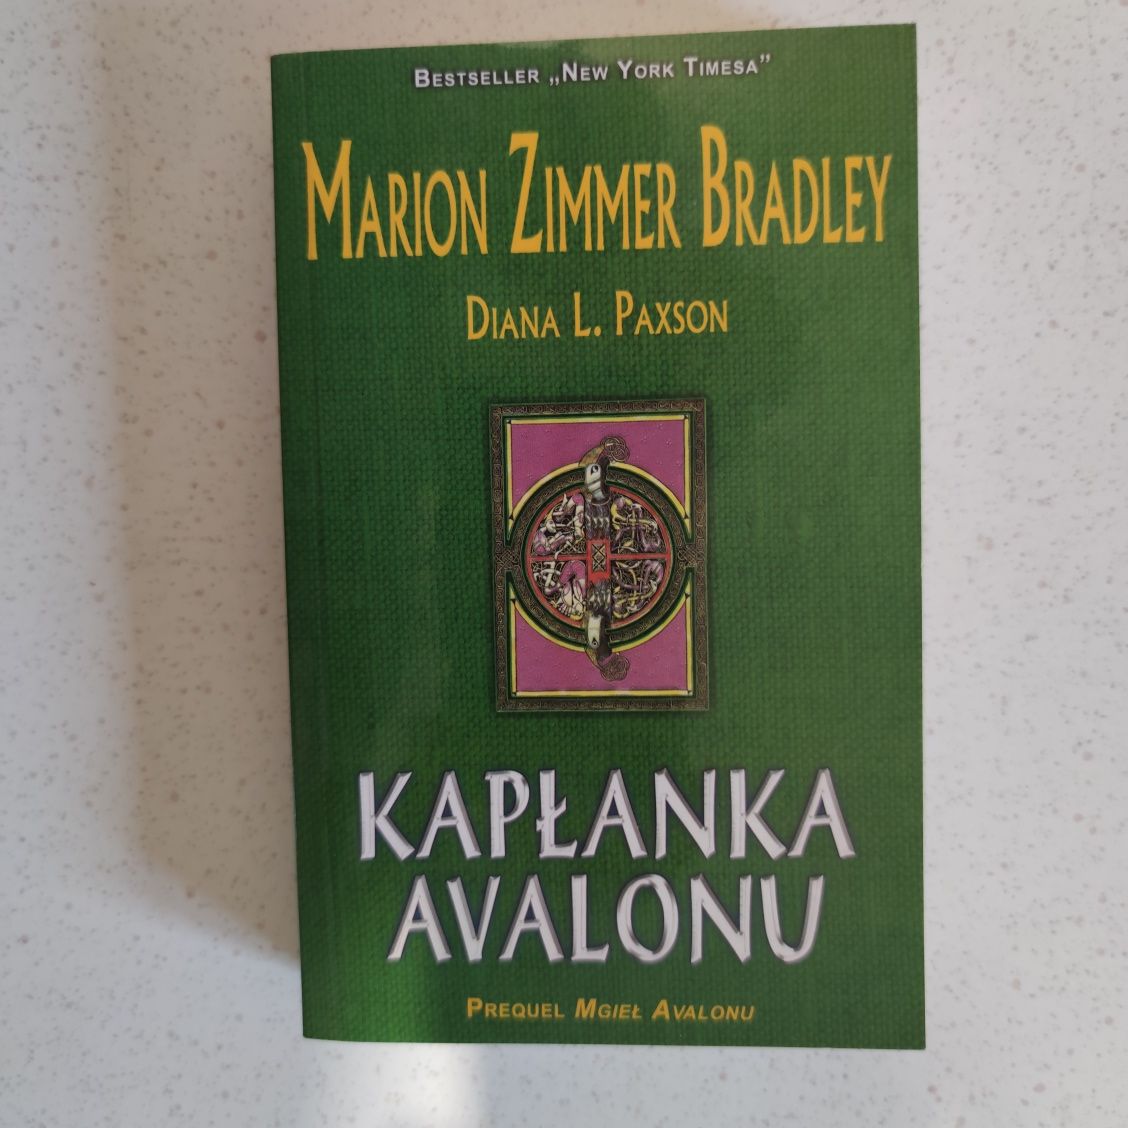 Bestseller „New York Timesa”
Marion Zimmer Bradley
Diana L. Paxson
KAPŁANKA
AVALONU
Prequel Mgieł Avalonu